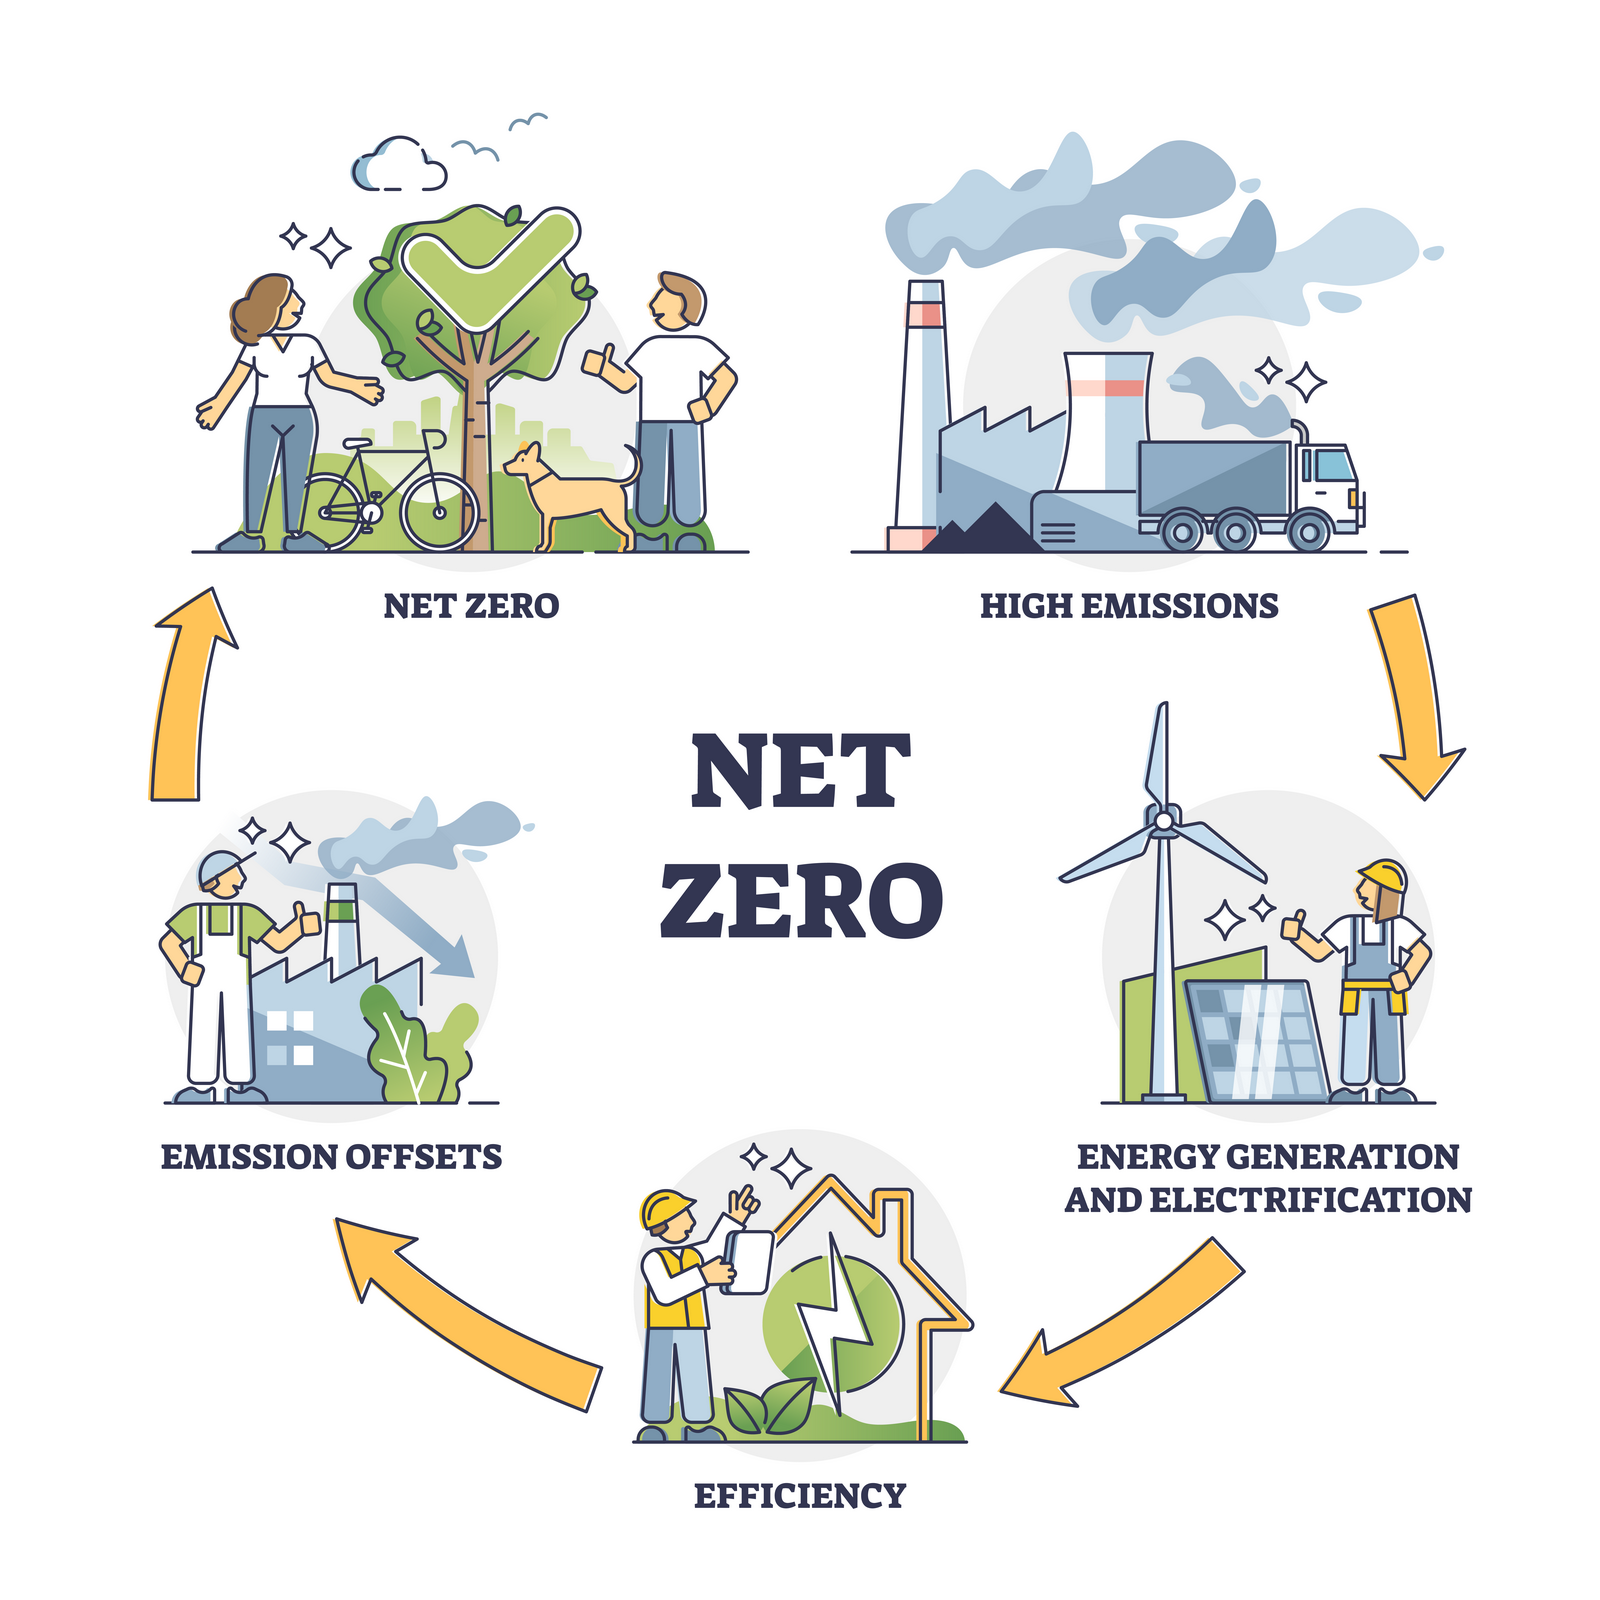 NET ZERO
HIGH EMISSIONS
NET
ZERO
EMISSION OFFSETS
ENERGY GENERATION
AND ELECTRIFICATION
EFFICIENCY